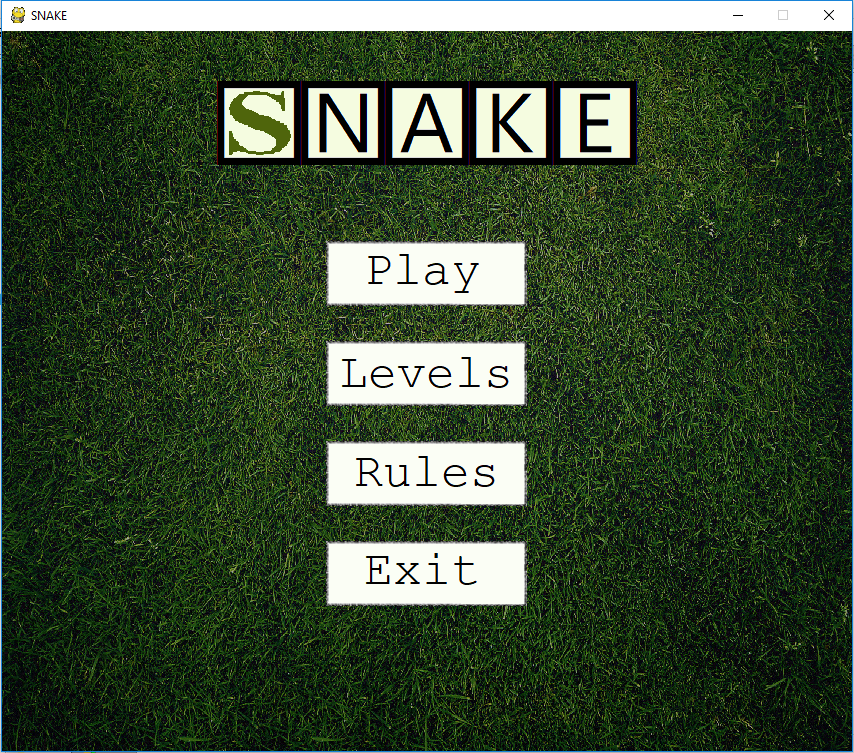 SNAKE
SNAKE
Play
Levels
Rules
Exit